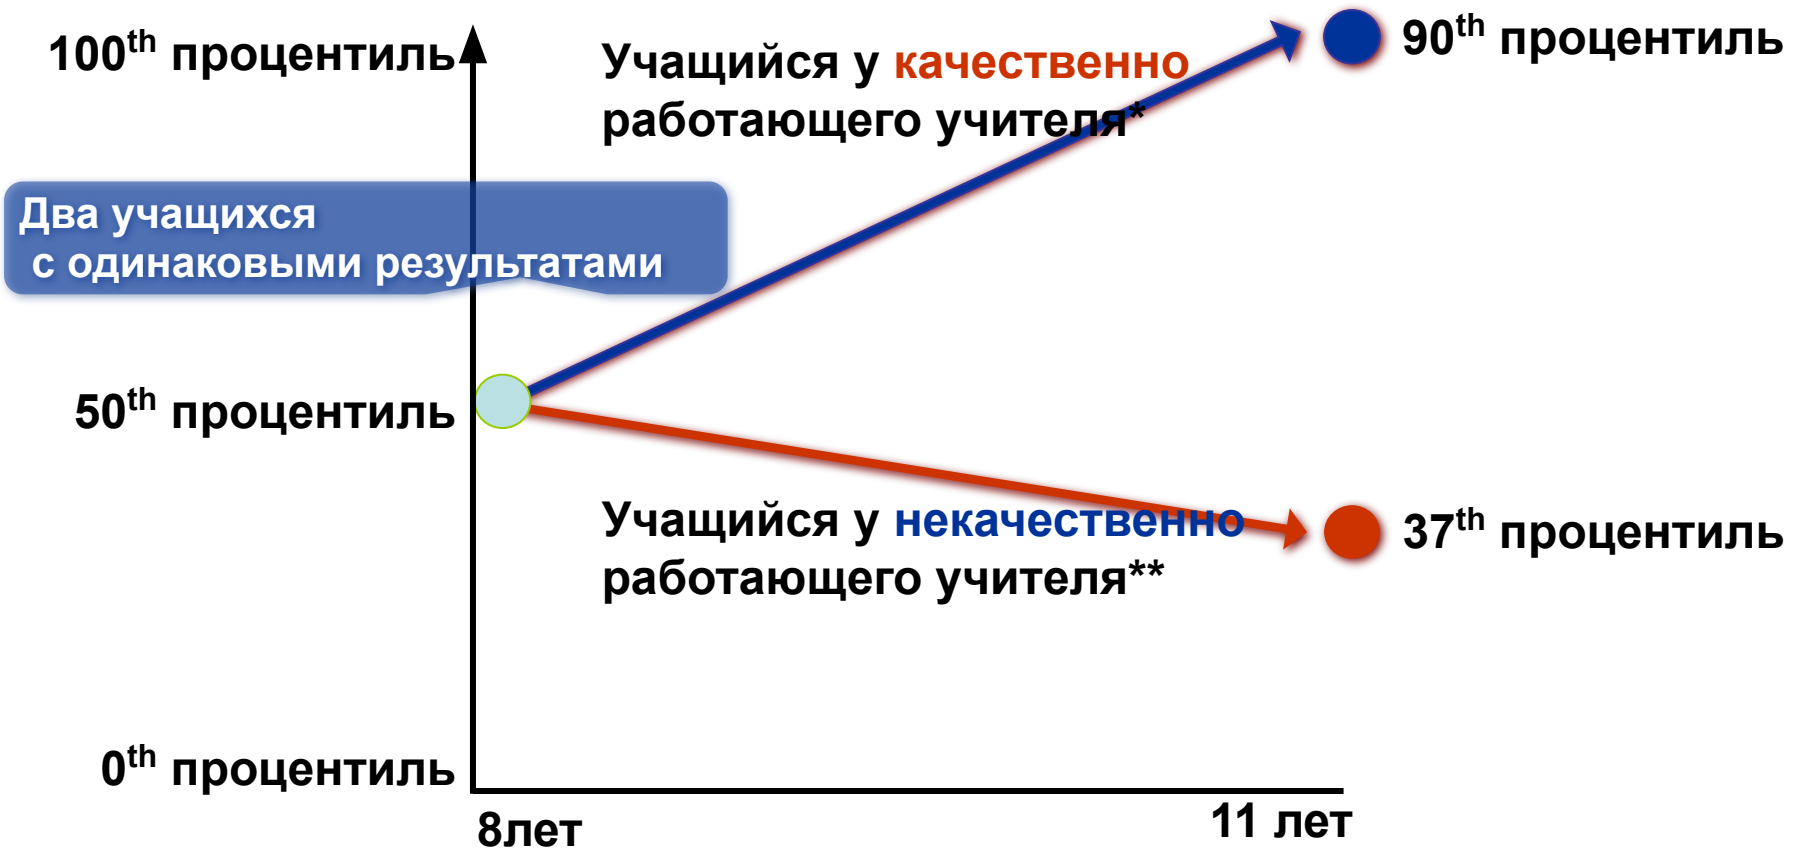 100th процентиль
Учащийся у качественно
работающего учителя*
90th процентиль
Два учащихся
с одинаковыми результатами
50th процентиль
Учащийся у некачественно
работающего учителя**
37th процентиль
0th процентиль
8лет
11 лет